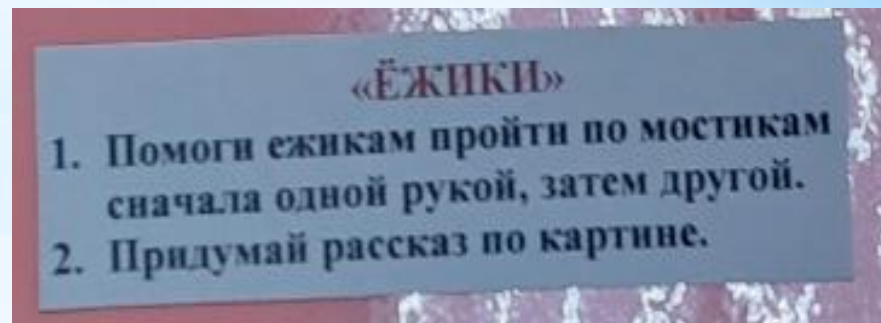 «ЁЖИКИ»
1. Помоги ежикам пройти по мостикам
сначала одной рукой, затем другой.
2. Придумай рассказ по картине.